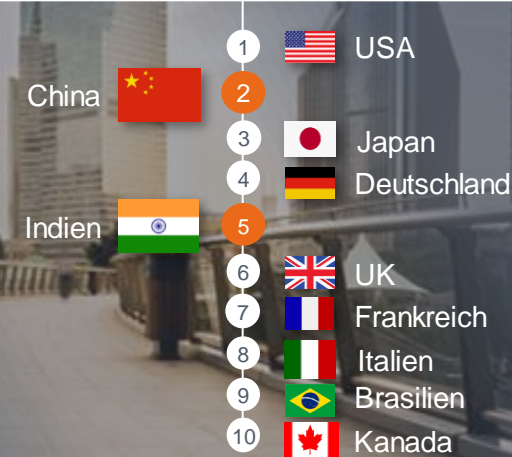 1 USA
China 2
3 Japan
4 Deutschland
Indien 5
6 UK
7 Frankreich
8 Italien
9 Brasilien
10 Kanada